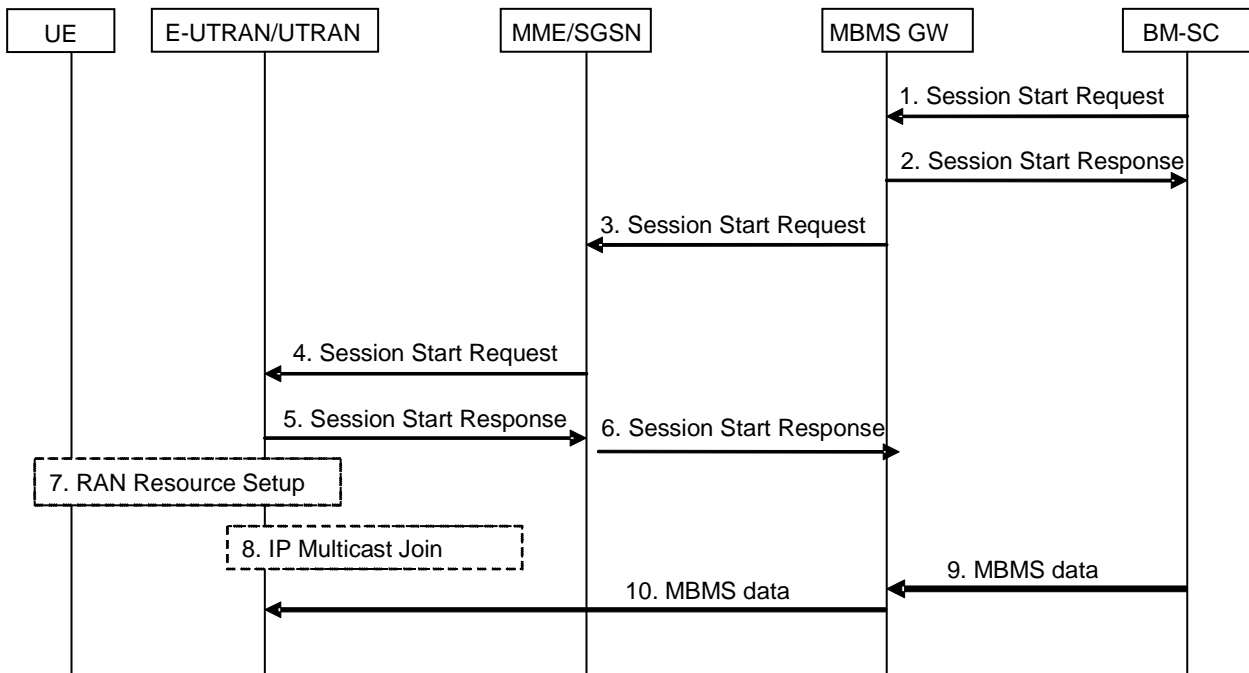 UE
E-UTRAN/UTRAN
MME/SGSN
MBMS GW
BM-SC
1. Session Start Request
2. Session Start Response
3. Session Start Request
4. Session Start Request
5. Session Start Response
6. Session Start Response
7. RAN Resource Setup
8. IP Multicast Join
9. MBMS data
10. MBMS data